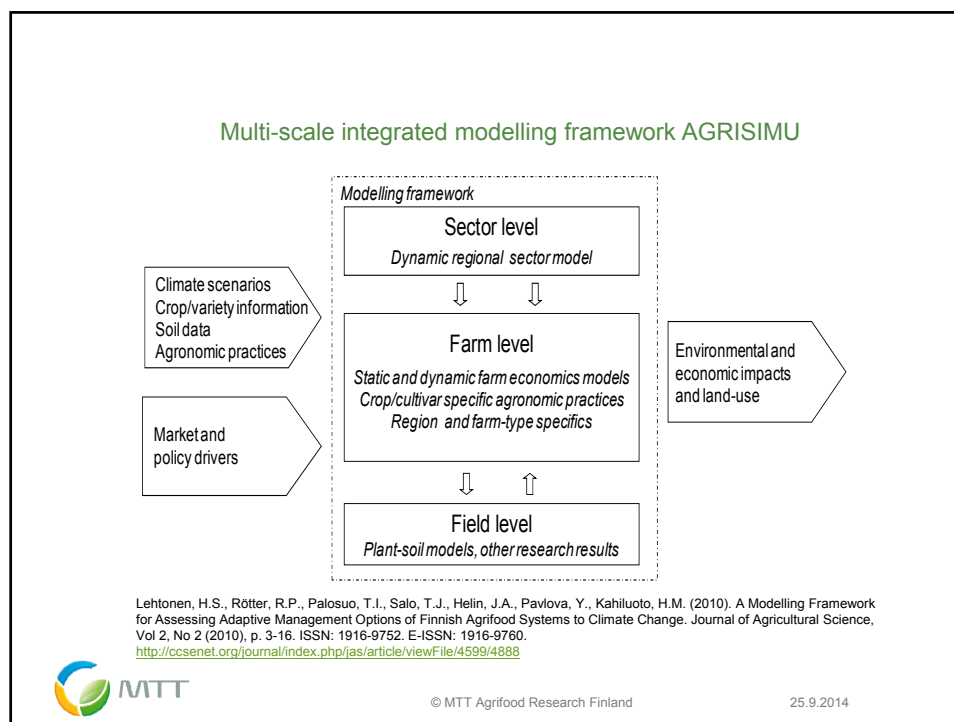 Multi-scale integrated modelling framework AGRISIMU
Modelling framework
Sector level
Dynamic regional sector model
Climate scenarios
Crop/variety information
Soil data
Agronomic practices
Market and
policy drivers
Farm level
Static and dynamic farm economics models
Crop/cultivar specific agronomic practices
Region and farm-type specifics
Environmental and
economic impacts
and land-use
Field level
Plant-soil models, other research results
Lehtonen, H.S., Rötter, R.P., Palosuo, T.I., Salo, T.J., Helin, J.A., Pavlova, Y., Kahiluoto, H.M. (2010). A Modelling Framework
for Assessing Adaptive Management Options of Finnish Agrifood Systems to Climate Change. Journal of Agricultural Science,
Vol 2, No 2 (2010), p. 3-16. ISSN: 1916-9752. E-ISSN: 1916-9760.
http://ccsenet.org/journal/index.php/jas/article/viewFile/4599/4888
MTT
© MTT Agrifood Research Finland
25.9.2014